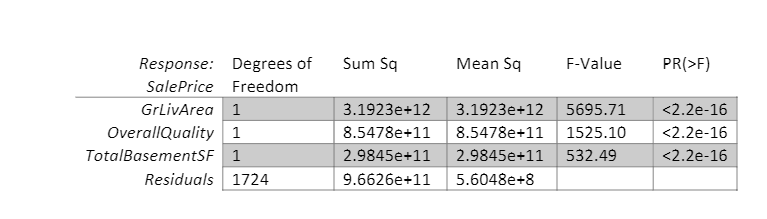 Response: Degrees of Sum Sq Mean Sq F-Value PR(>F)
SalePrice Freedom
GrLivArea 1 3.1923e+12 3.1923e+12 5695.71 <2.2e-16
OverallQuality 1 8.5478e+11 8.5478e+11 1525.10 <2.2e-16
TotalBasementSF 1 2.9845e+11 2.9845e+11 532.49 <2.2e-16
Residuals 1724 9.6626e+11 5.6048e+8